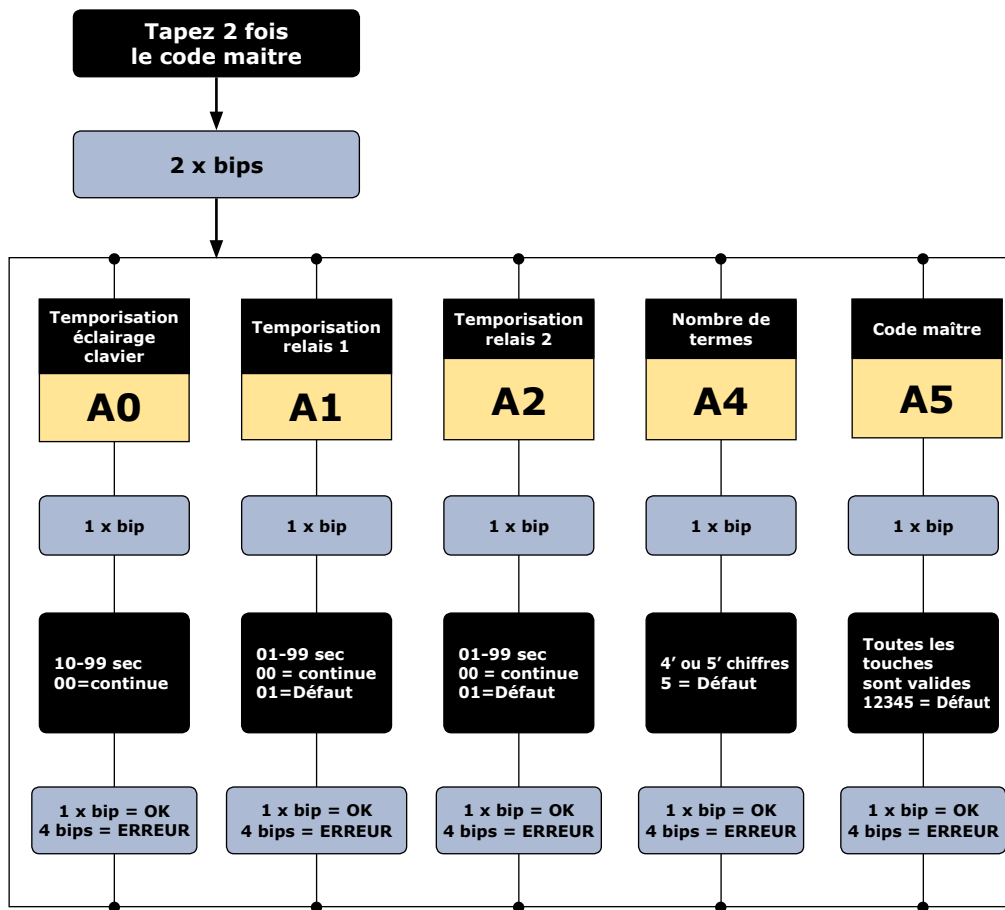 Tapez 2 fois
le code maitre
2 x bips
Temporisation
éclairage
clavier
A0
1 x bip
10-99 sec
00=continue
1 x bip = OK
4 bips = ERREUR
Temporisation
relais 1
A1
1 x bip
01-99 sec
00 = continue
01=Défaut
1 x bip = OK
4 bips = ERREUR
Temporisation
relais 2
A2
1 x bip
01-99 sec
00 = continue
01=Défaut
1 x bip = OK
4 bips = ERREUR
Nombre de
termes
A4
1 x bip
4’ ou 5’ chiffres
5 = Défaut
1 x bip = OK
4 bips = ERREUR
Code maître
A5
1 x bip
Toutes les
touches
sont valides
12345 = Défaut
1 x bip = OK
4 bips = ERREUR